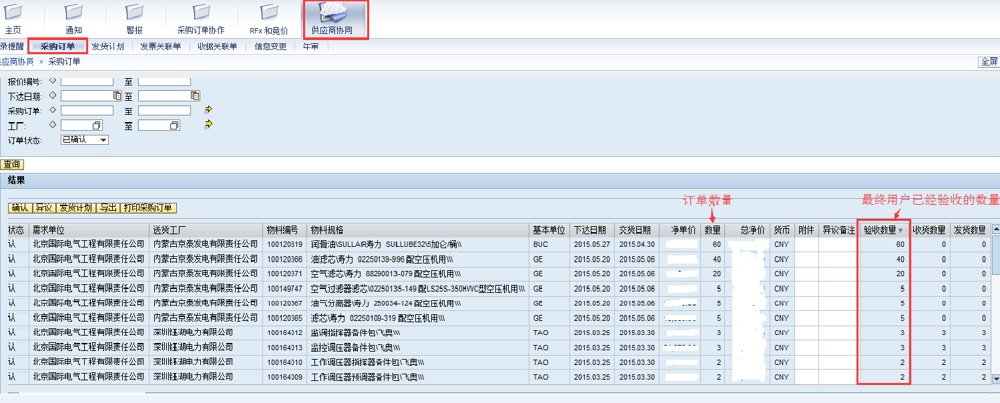 主页 通知 警报 采购订单协作 RFx 和竞价 供应商协同
录提醒 采购订单 发货计划 发票关联单 收据关联单 信息变更 年审
应商协同 > 采购订单 全屏
报价编号: 至
下达日期: 至
采购订单: 至
工厂: 至
订单状态: 已确认
查询
结果
订单数量 最终用户已经验收的数量
确认 异议 发货计划 导出 打印采购订单
状态 需求单位 送货工厂 物料编号 物料规格 基本单位 下达日期 交货日期 净单价 数量 总净价 货币 附件 异议备注 验收数量 收货数量 发货数量
认 北京国际电气工程有限责任公司 内蒙古京泰发电有限责任公司 100120819 润滑油\SULLAIR寿力 SULLUBE32\5加仑/桶\\ BUC 2015.05.27 2015.04.30 60 CNY 60 0 0
认 北京国际电气工程有限责任公司 内蒙古京泰发电有限责任公司 100120366 油滤芯\寿力 02250139-996 配空压机用\\\ GE 2015.05.20 2015.05.06 40 CNY 40 0 0
认 北京国际电气工程有限责任公司 内蒙古京泰发电有限责任公司 100120371 空气滤芯\寿力 88290013-079 配空压机用\\\ GE 2015.05.20 2015.05.06 20 CNY 20 0 0
认 北京国际电气工程有限责任公司 内蒙古京泰发电有限责任公司 100149747 空气过滤器滤芯\02250135-149 配LS25S-350HWC型空压机用\\\ GE 2015.05.20 2015.05.06 5 CNY 5 0 0
认 北京国际电气工程有限责任公司 内蒙古京泰发电有限责任公司 100120367 油气分离器\寿力 250034-124 配空压机用\\\ GE 2015.05.20 2015.05.06 5 CNY 5 0 0
认 北京国际电气工程有限责任公司 内蒙古京泰发电有限责任公司 100120365 滤芯\寿力 02250109-319 配空压机用\\\ GE 2015.05.20 2015.05.06 5 CNY 5 0 0
认 北京国际电气工程有限责任公司 深圳钰湖电力有限公司 100164012 监调指挥器备件包\飞奥\\\ TAO 2015.03.25 2015.03.30 3 CNY 3 3 3
认 北京国际电气工程有限责任公司 深圳钰湖电力有限公司 100164013 监控调压器备件包\飞奥\\\ TAO 2015.03.25 2015.03.30 3 CNY 3 3 3
认 北京国际电气工程有限责任公司 深圳钰湖电力有限公司 100164010 工作调压器指挥器备件包\飞奥\\\ TAO 2015.03.25 2015.03.30 2 CNY 2 2 2
认 北京国际电气工程有限责任公司 深圳钰湖电力有限公司 100164009 工作调压器预调器备件包\飞奥\\\ TAO 2015.03.25 2015.03.30 2 CNY 2 2 2